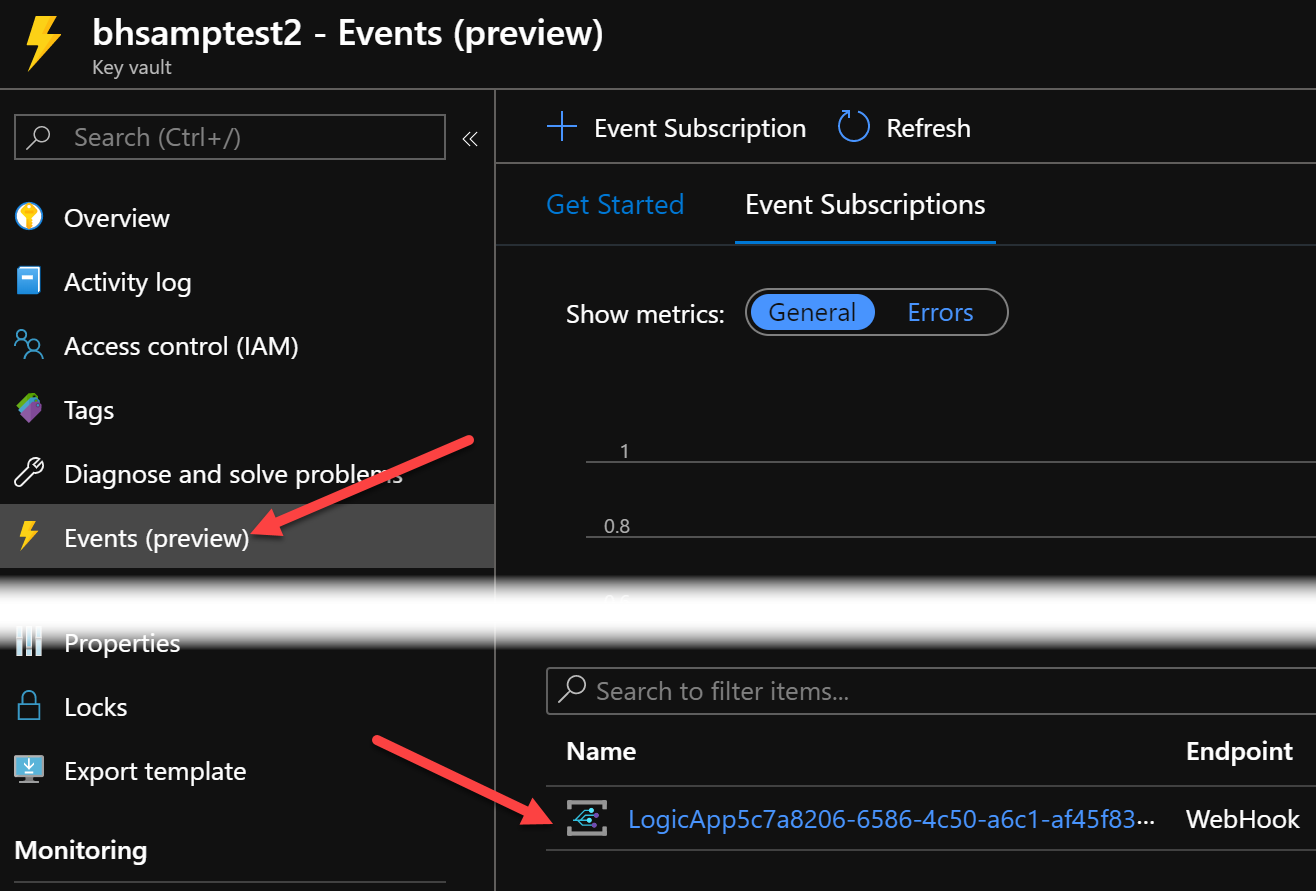 bhsamptest2 - Events (preview)
Key vault
Search (Ctrl+/)
Overview
Activity log
Access control (IAM)
Tags
Diagnose and solve problems
Events (preview)
Properties
Locks
Export template
Monitoring
Event Subscription
Refresh
Get Started
Event Subscriptions
Show metrics:
General
Errors
1
0.8
Search to filter items...
Name
Endpoint
LogicApp5c7a8206-6586-4c50-a6c1-af45f83...
WebHook